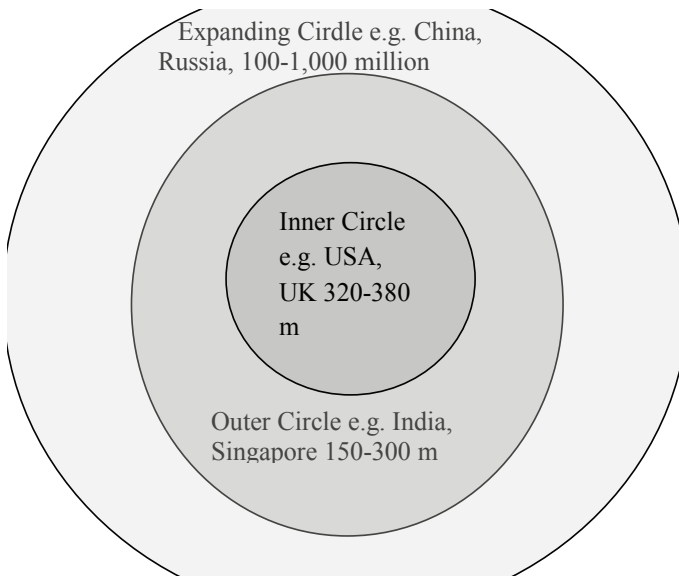 Expanding Cirdle e.g. China,
Russia, 100-1,000 million
Inner Circle
e.g. USA,
UK 320-380
m
Outer Circle e.g. India,
Singapore 150-300 m